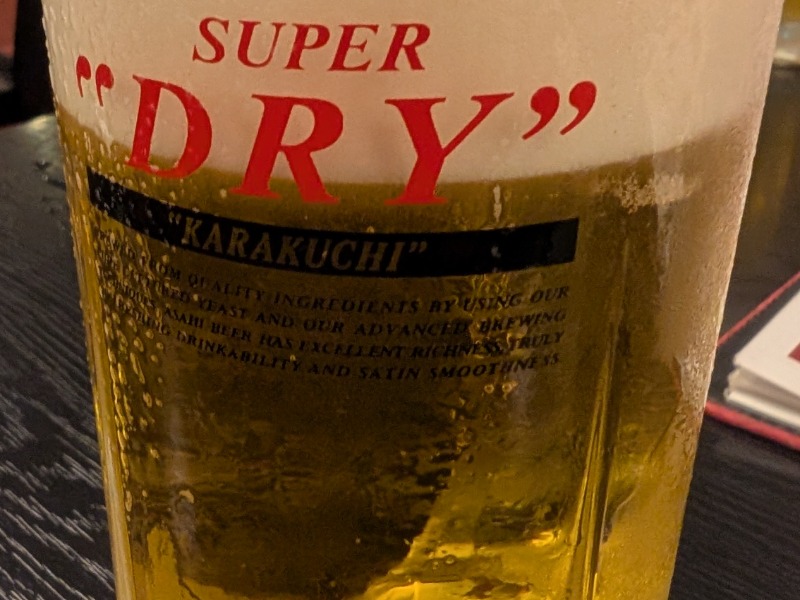 SUPER
"DRY"
"KARAKUCHI"
FROM QUALITY INGREDIENTS BY USING OUR
YEAST AND OUR ADVANCED BREWING
ASAHI BEER HAS EXCELLENT RICHNESS, TRULY
DRINKABILITY AND SATIN SMOOTHNESS